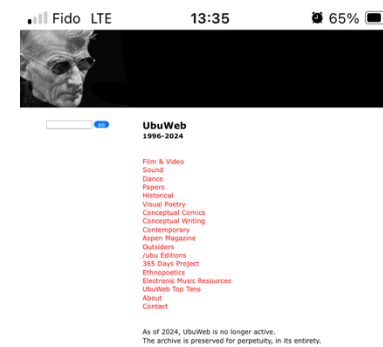 Fido LTE 13:35 65%
GO
UbuWeb
1996-2024
Film & Video
Sound
Dance
Papers
Historical
Visual Poetry
Conceptual Comics
Conceptual Writing
Contemporary
Aspen Magazine
Outsiders
/ubu Editions
365 Days Project
Ethnopoetics
Electronic Music Resources
UbuWeb Top Tens
About
Contact
As of 2024, UbuWeb is no longer active.
The archive is preserved for perpetuity, in its entirety.